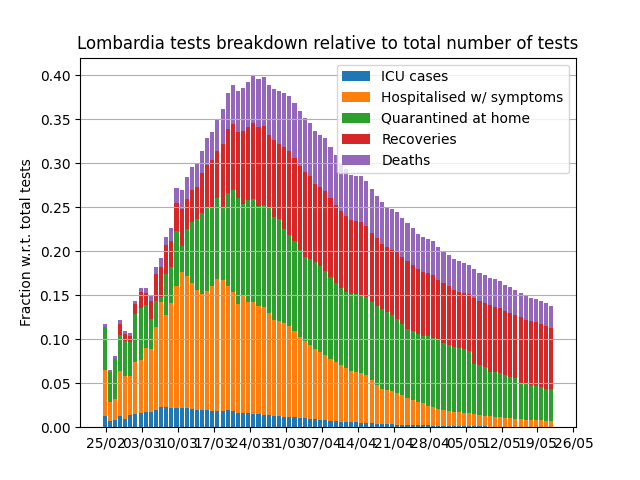 Lombardia tests breakdown relative to total number of tests
ICU cases
Hospitalised w/ symptoms
Quarantined at home
Recoveries
Deaths
Fraction w.r.t. total tests
0.40
0.35
0.30
0.25
0.20
0.15
0.10
0.05
0.00
25/02 03/03 10/03 17/03 24/03 31/03 07/04 14/04 21/04 28/04 05/05 12/05 19/05 26/05